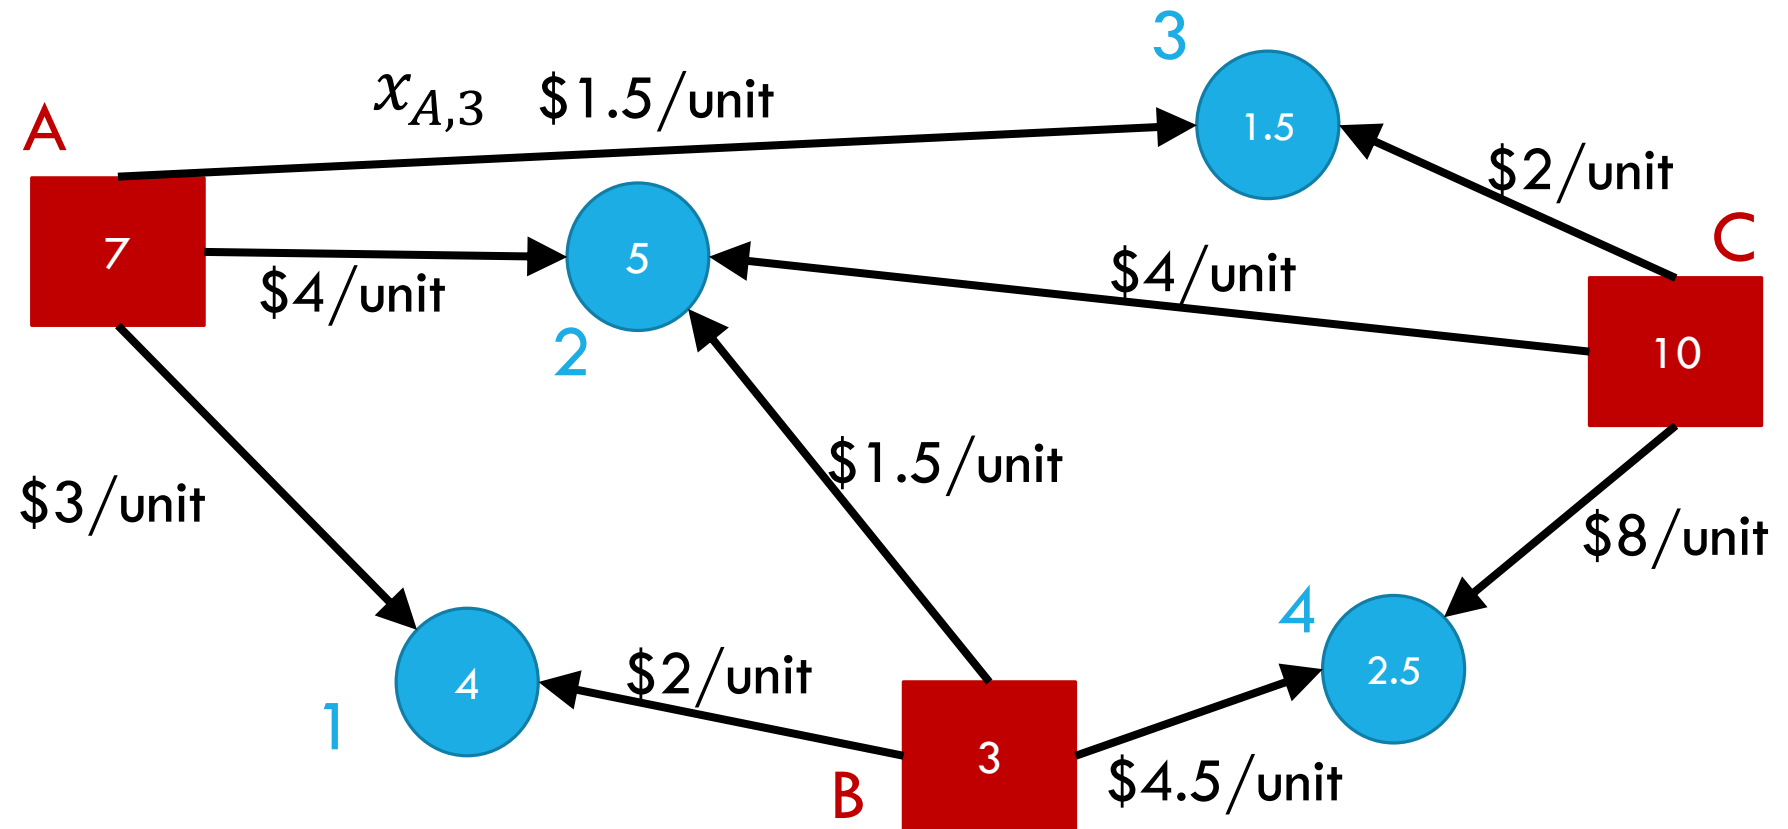 3
x_{A,3} $1.5/unit
1.5
A
$2/unit
C
7
5
$4/unit
$4/unit
2
10
$1.5/unit
$3/unit
$8/unit
4
$2/unit
4
2.5
1
3
B
$4.5/unit